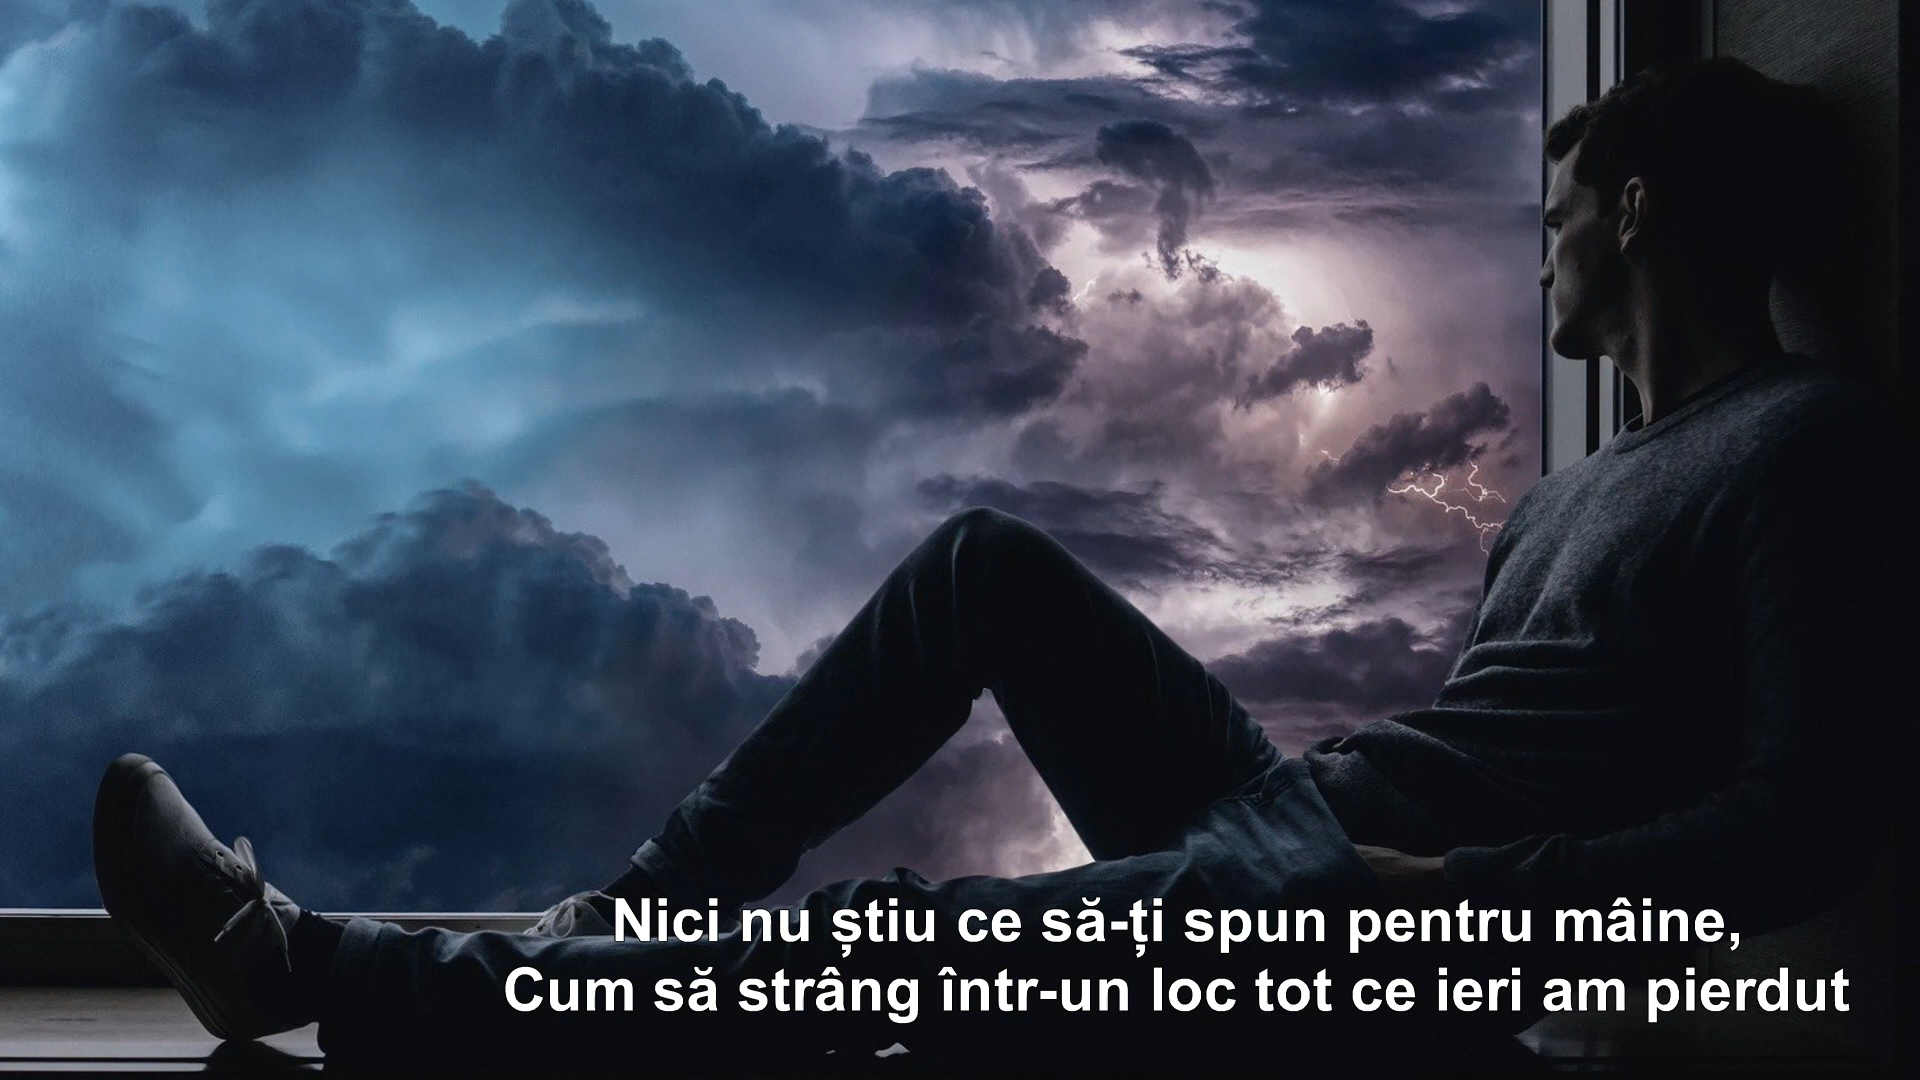 Nici nu știu ce să-ți spun pentru mâine,
Cum să strâng într-un loc tot ce ieri am pierdut